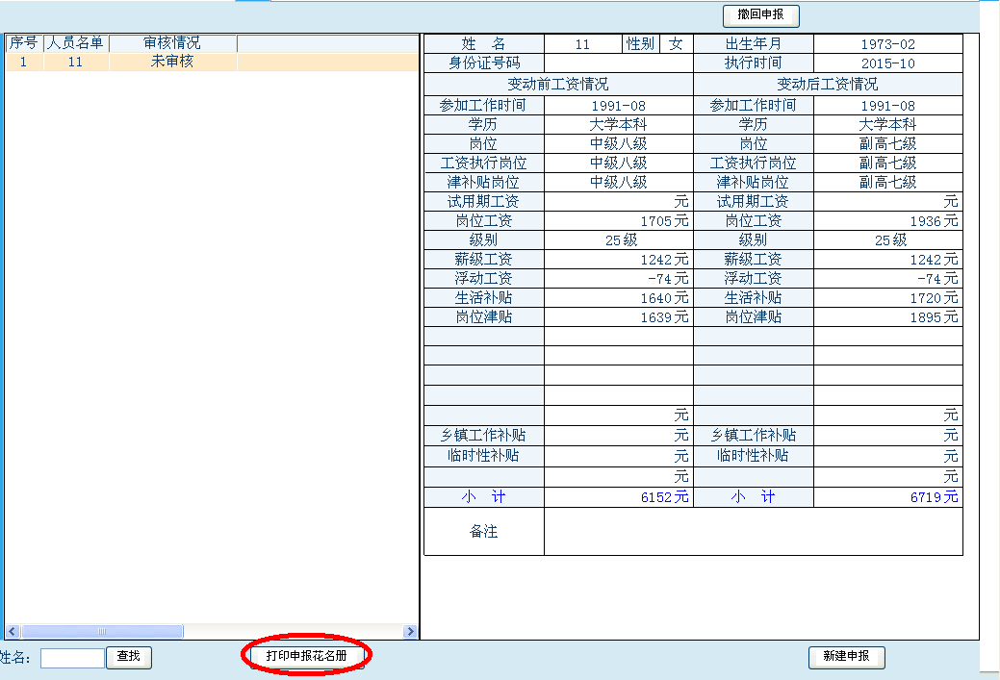 撤回申报
序号 人员名单 审核情况
1 11 未审核
姓 名 11 性别 女 出生年月 1973-02
身份证号码 执行时间 2015-10
变动前工资情况 变动后工资情况
参加工作时间 1991-08 参加工作时间 1991-08
学历 大学本科 学历 大学本科
岗位 中级八级 岗位 副高七级
工资执行岗位 中级八级 工资执行岗位 副高七级
津补贴岗位 中级八级 津补贴岗位 副高七级
试用期工资 元 试用期工资 元
岗位工资 1705元 岗位工资 1936元
级别 25级 级别 25级
薪级工资 1242元 薪级工资 1242元
浮动工资 -74元 浮动工资 -74元
生活补贴 1640元 生活补贴 1720元
岗位津贴 1639元 岗位津贴 1895元
元 元
乡镇工作补贴 元 乡镇工作补贴 元
临时性补贴 元 临时性补贴 元
元 元
小 计 6152元 小 计 6719元
备注
姓名： 查找 打印申报花名册 新建申报